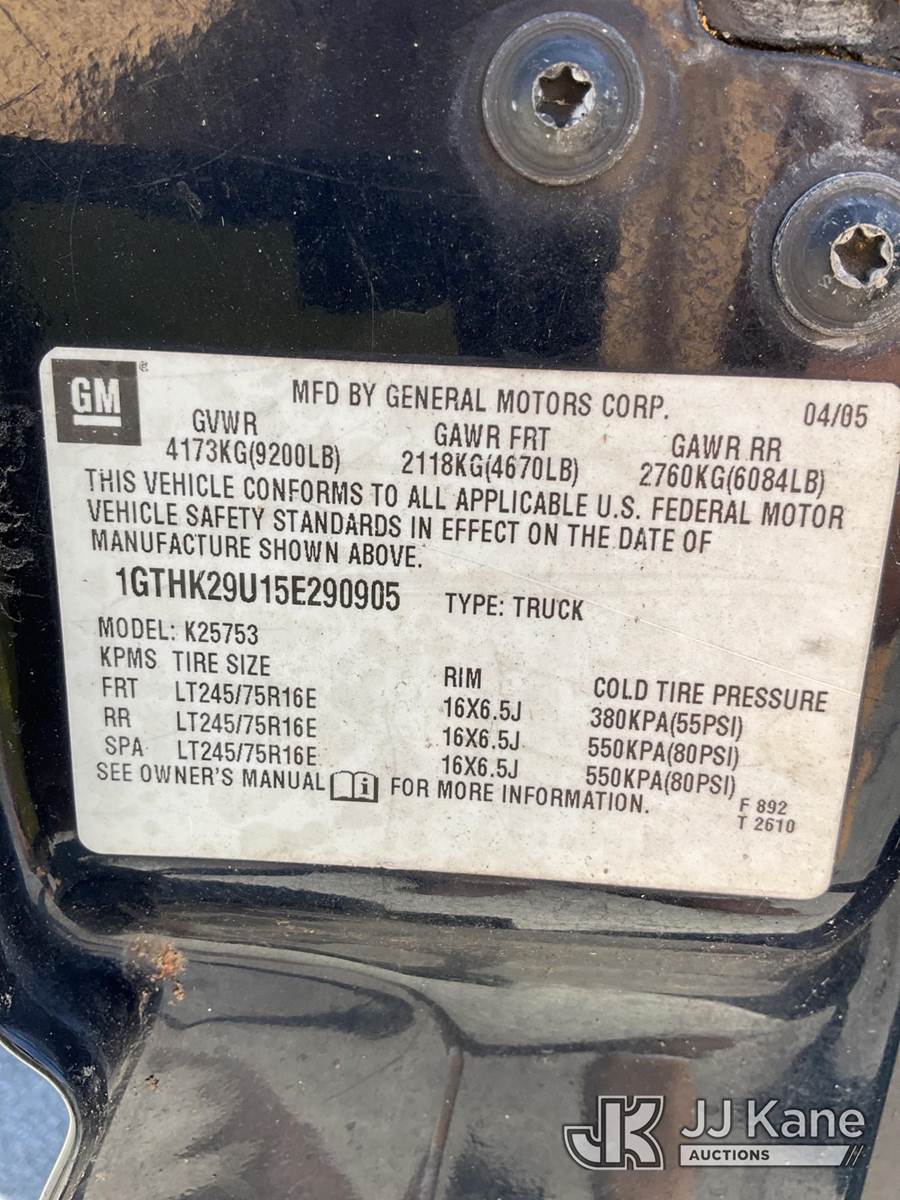 GM ®
MFD BY GENERAL MOTORS CORP. 04/05
GVWR GAWR FRT GAWR RR
4173KG(9200LB) 2118KG(4670LB) 2760KG(6084LB)
THIS VEHICLE CONFORMS TO ALL APPLICABLE U.S. FEDERAL MOTOR
VEHICLE SAFETY STANDARDS IN EFFECT ON THE DATE OF
MANUFACTURE SHOWN ABOVE.
1GTHK29U15E290905 TYPE: TRUCK
MODEL: K25753
KPMS TIRE SIZE RIM COLD TIRE PRESSURE
FRT LT245/75R16E 16X6.5J 380KPA(55PSI)
RR LT245/75R16E 16X6.5J 550KPA(80PSI)
SPA LT245/75R16E 16X6.5J 550KPA(80PSI)
SEE OWNER'S MANUAL i FOR MORE INFORMATION.
F 892
T 2610
JK JJ Kane
AUCTIONS